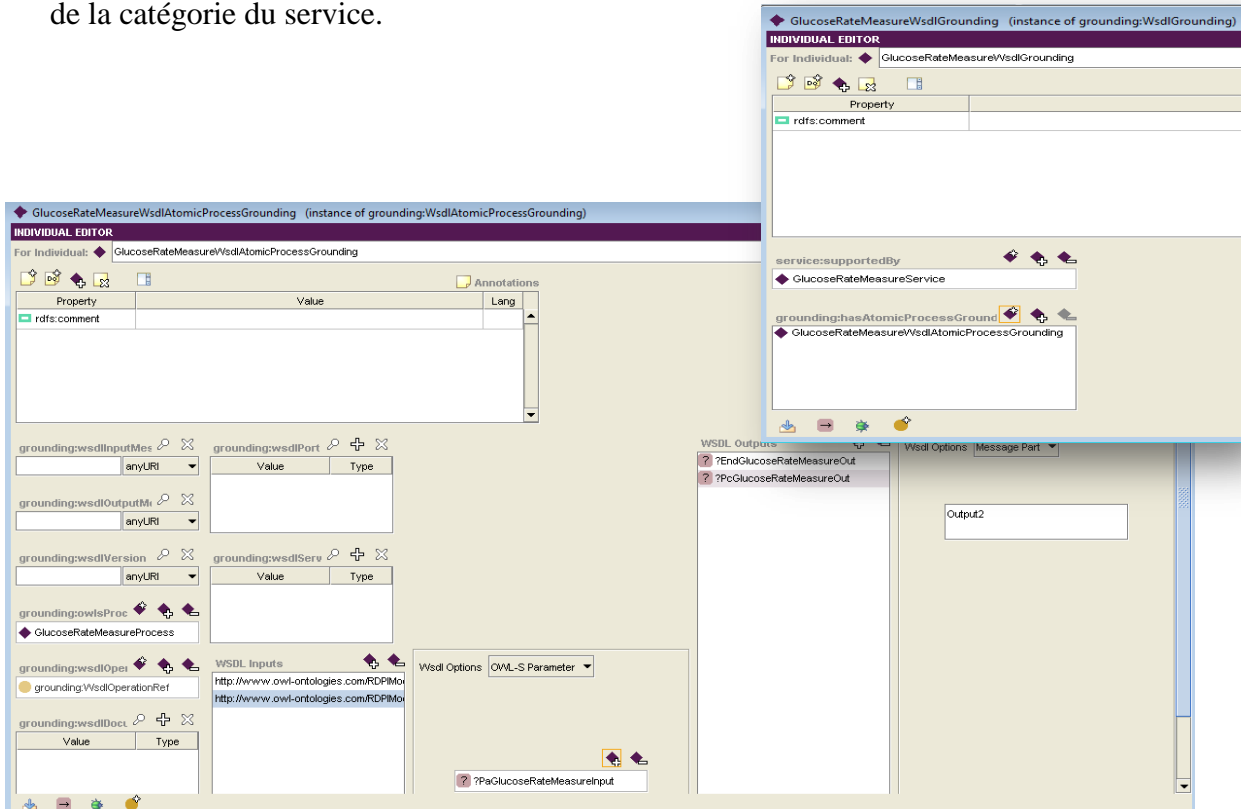 de la catégorie du service.
GlucoseRateMeasureWsdlGrounding (instance of grounding:WsdlGrounding)
INDIVIDUAL EDITOR
For Individual: GlucoseRateMeasureWsdlGrounding
Property
rdfs:comment
service:supportedBy
GlucoseRateMeasureService
grounding:hasAtomicProcessGround
GlucoseRateMeasureWsdlAtomicProcessGrounding
GlucoseRateMeasureWsdlAtomicProcessGrounding (instance of grounding:WsdlAtomicProcessGrounding)
INDIVIDUAL EDITOR
For Individual: GlucoseRateMeasureWsdlAtomicProcessGrounding
Annotations
Property Value Lang
rdfs:comment
grounding:wsdlInputMes
anyURI
grounding:wsdlOutputMe
anyURI
grounding:wsdlVersion
anyURI
grounding:owlsProc
GlucoseRateMeasureProcess
grounding:wsdlOper
grounding:WsdlOperationRef
grounding:wsdlDocu
Value Type
grounding:wsdlPort
Value Type
grounding:wsdlServ
Value Type
WSDL Inputs
http://www.owl-ontologies.com/RDPIMo
http://www.owl-ontologies.com/RDPIMo
Wsdl Options OWL-S Parameter
?PaGlucoseRateMeasureInput
WSDL Outputs
?EndGlucoseRateMeasureOut
?PcGlucoseRateMeasureOut
Wsdl Options Message Part
Output2